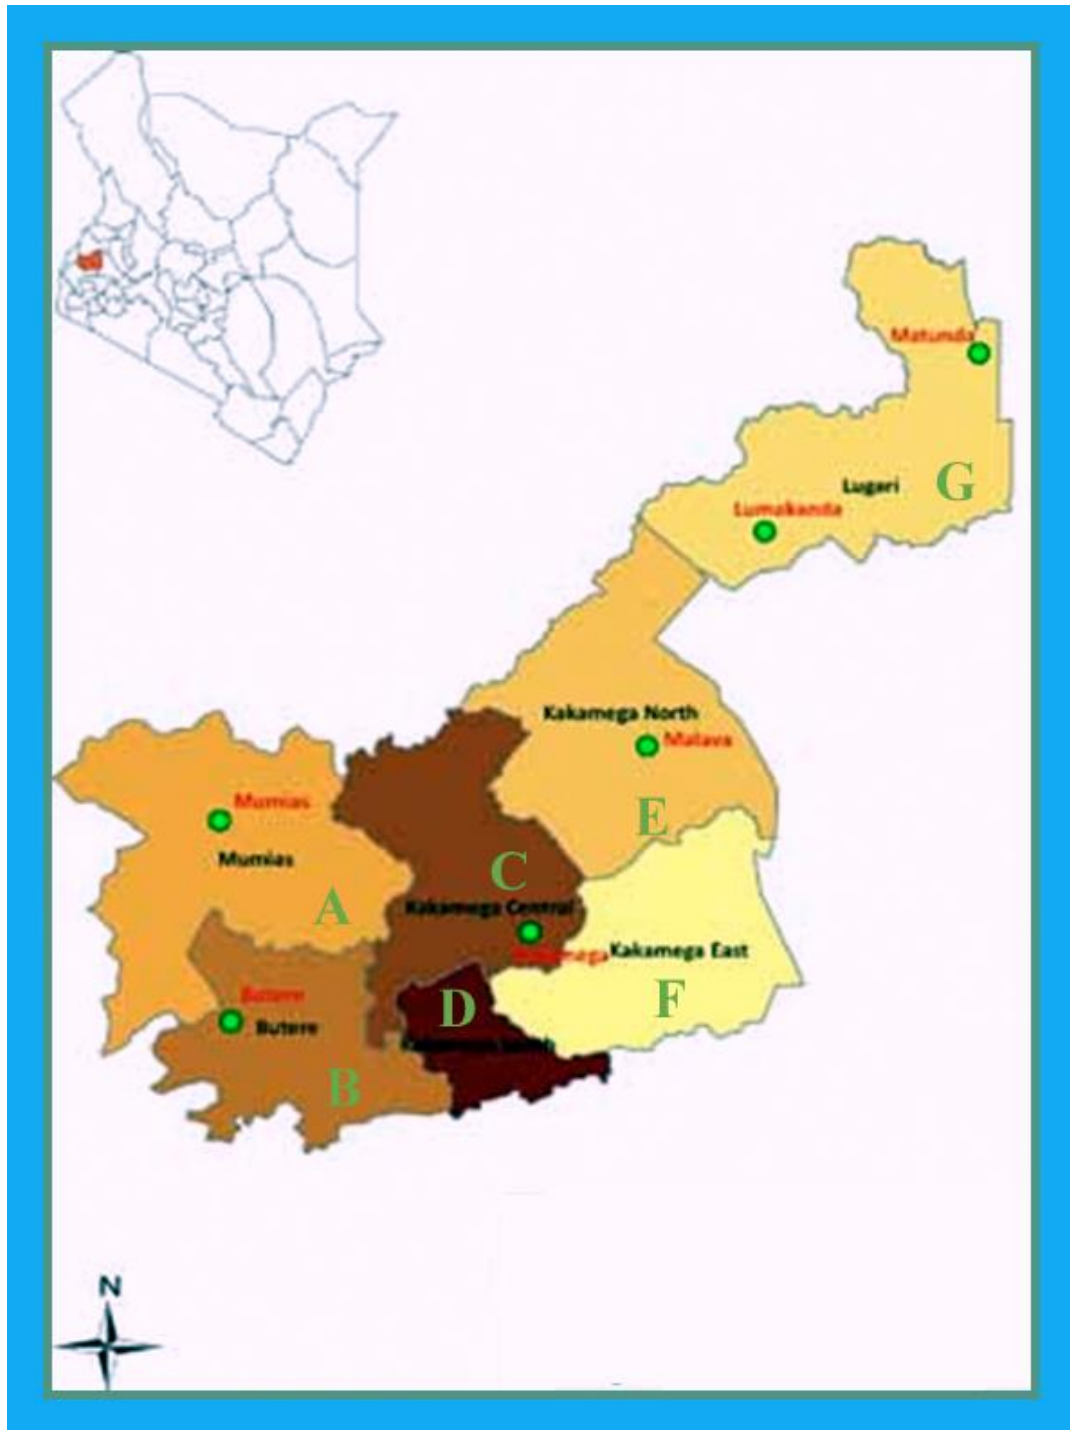 Matunda
Lugari
G
Lumakanda
Kakamega North
Malava
Mumias
E
Mumias
C
A
Kakamega Central
Kakamega East
Butere
D
F
Butere
B
N